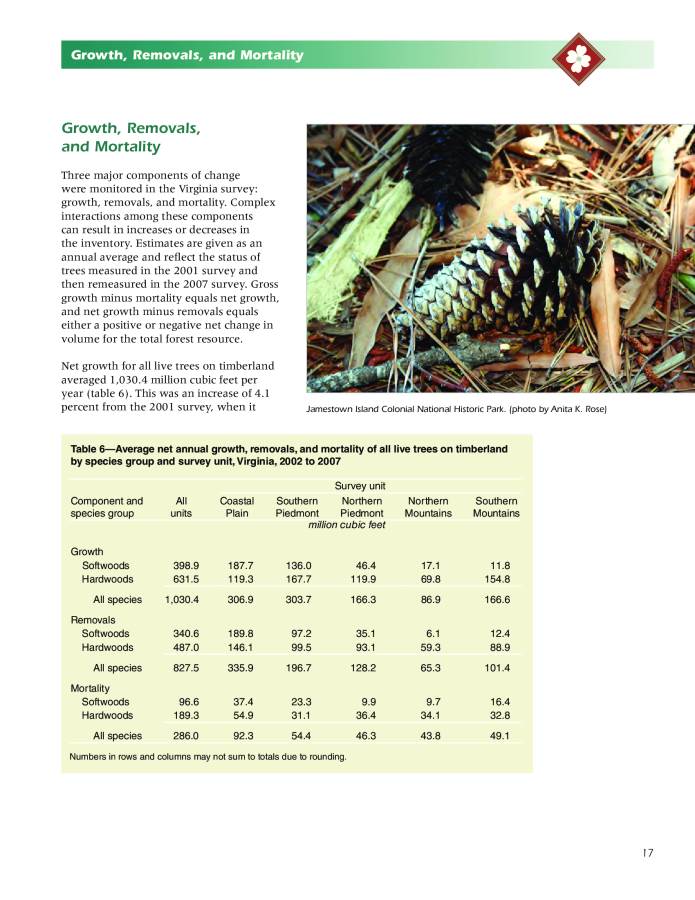 Growth, Removals, and Mortality
Growth, Removals,
and Mortality
Three major components of change
were monitored in the Virginia survey:
growth, removals, and mortality. Complex
interactions among these components
can result in increases or decreases in
the inventory. Estimates are given as an
annual average and reflect the status of
trees measured in the 2001 survey and
then remeasured in the 2007 survey. Gross
growth minus mortality equals net growth,
and net growth minus removals equals
either a positive or negative net change in
volume for the total forest resource.
Net growth for all live trees on timberland
averaged 1,030.4 million cubic feet per
year (table 6). This was an increase of 4.1
percent from the 2001 survey, when it
Jamestown Island Colonial National Historic Park. (photo by Anita K. Rose)
Table 6—Average net annual growth, removals, and mortality of all live trees on timberland
by species group and survey unit, Virginia, 2002 to 2007
Survey unit
Component and All Coastal Southern Northern Northern Southern
species group units Plain Piedmont Piedmont Mountains Mountains
million cubic feet
Growth
Softwoods 398.9 187.7 136.0 46.4 17.1 11.8
Hardwoods 631.5 119.3 167.7 119.9 69.8 154.8
All species 1,030.4 306.9 303.7 166.3 86.9 166.6
Removals
Softwoods 340.6 189.8 97.2 35.1 6.1 12.4
Hardwoods 487.0 146.1 99.5 93.1 59.3 88.9
All species 827.5 335.9 196.7 128.2 65.3 101.4
Mortality
Softwoods 96.6 37.4 23.3 9.9 9.7 16.4
Hardwoods 189.3 54.9 31.1 36.4 34.1 32.8
All species 286.0 92.3 54.4 46.3 43.8 49.1
Numbers in rows and columns may not sum to totals due to rounding.
17